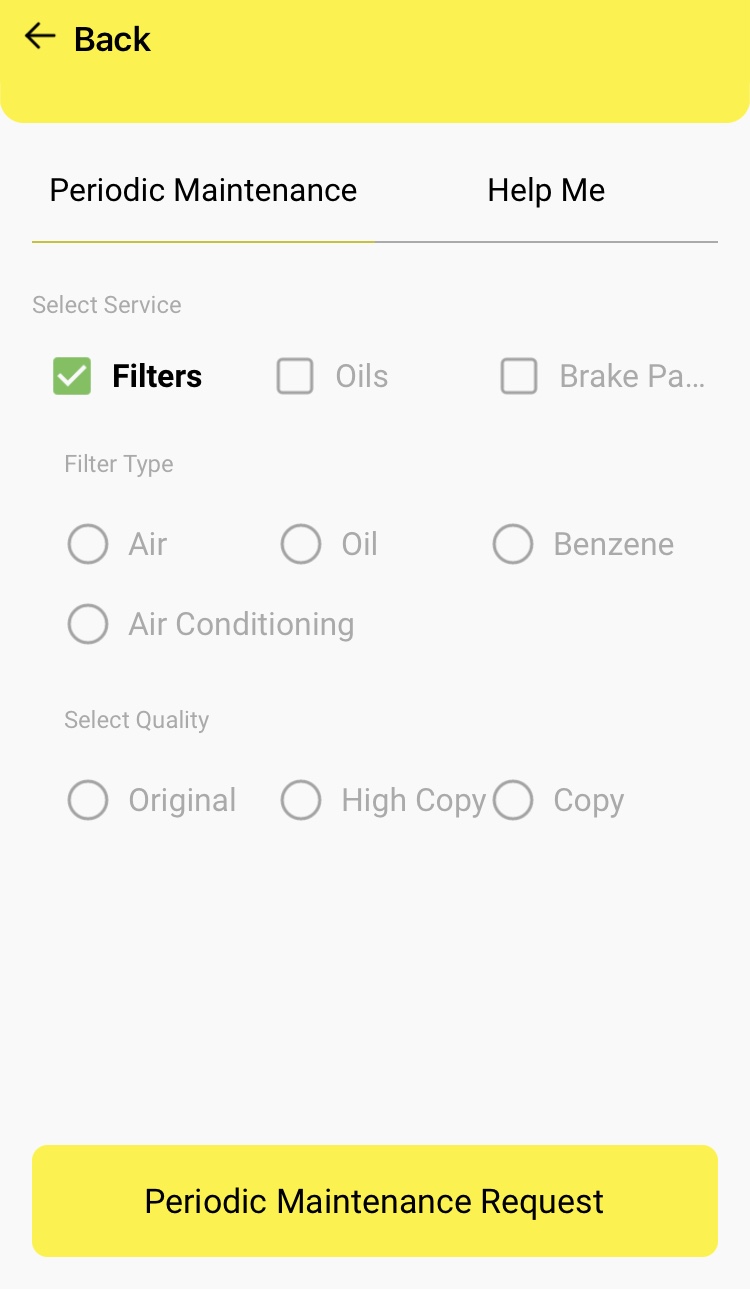 Back
Periodic Maintenance Help Me
Select Service
Filters Oils Brake Pa...
Filter Type
Air Oil Benzene
Air Conditioning
Select Quality
Original High Copy Copy
Periodic Maintenance Request